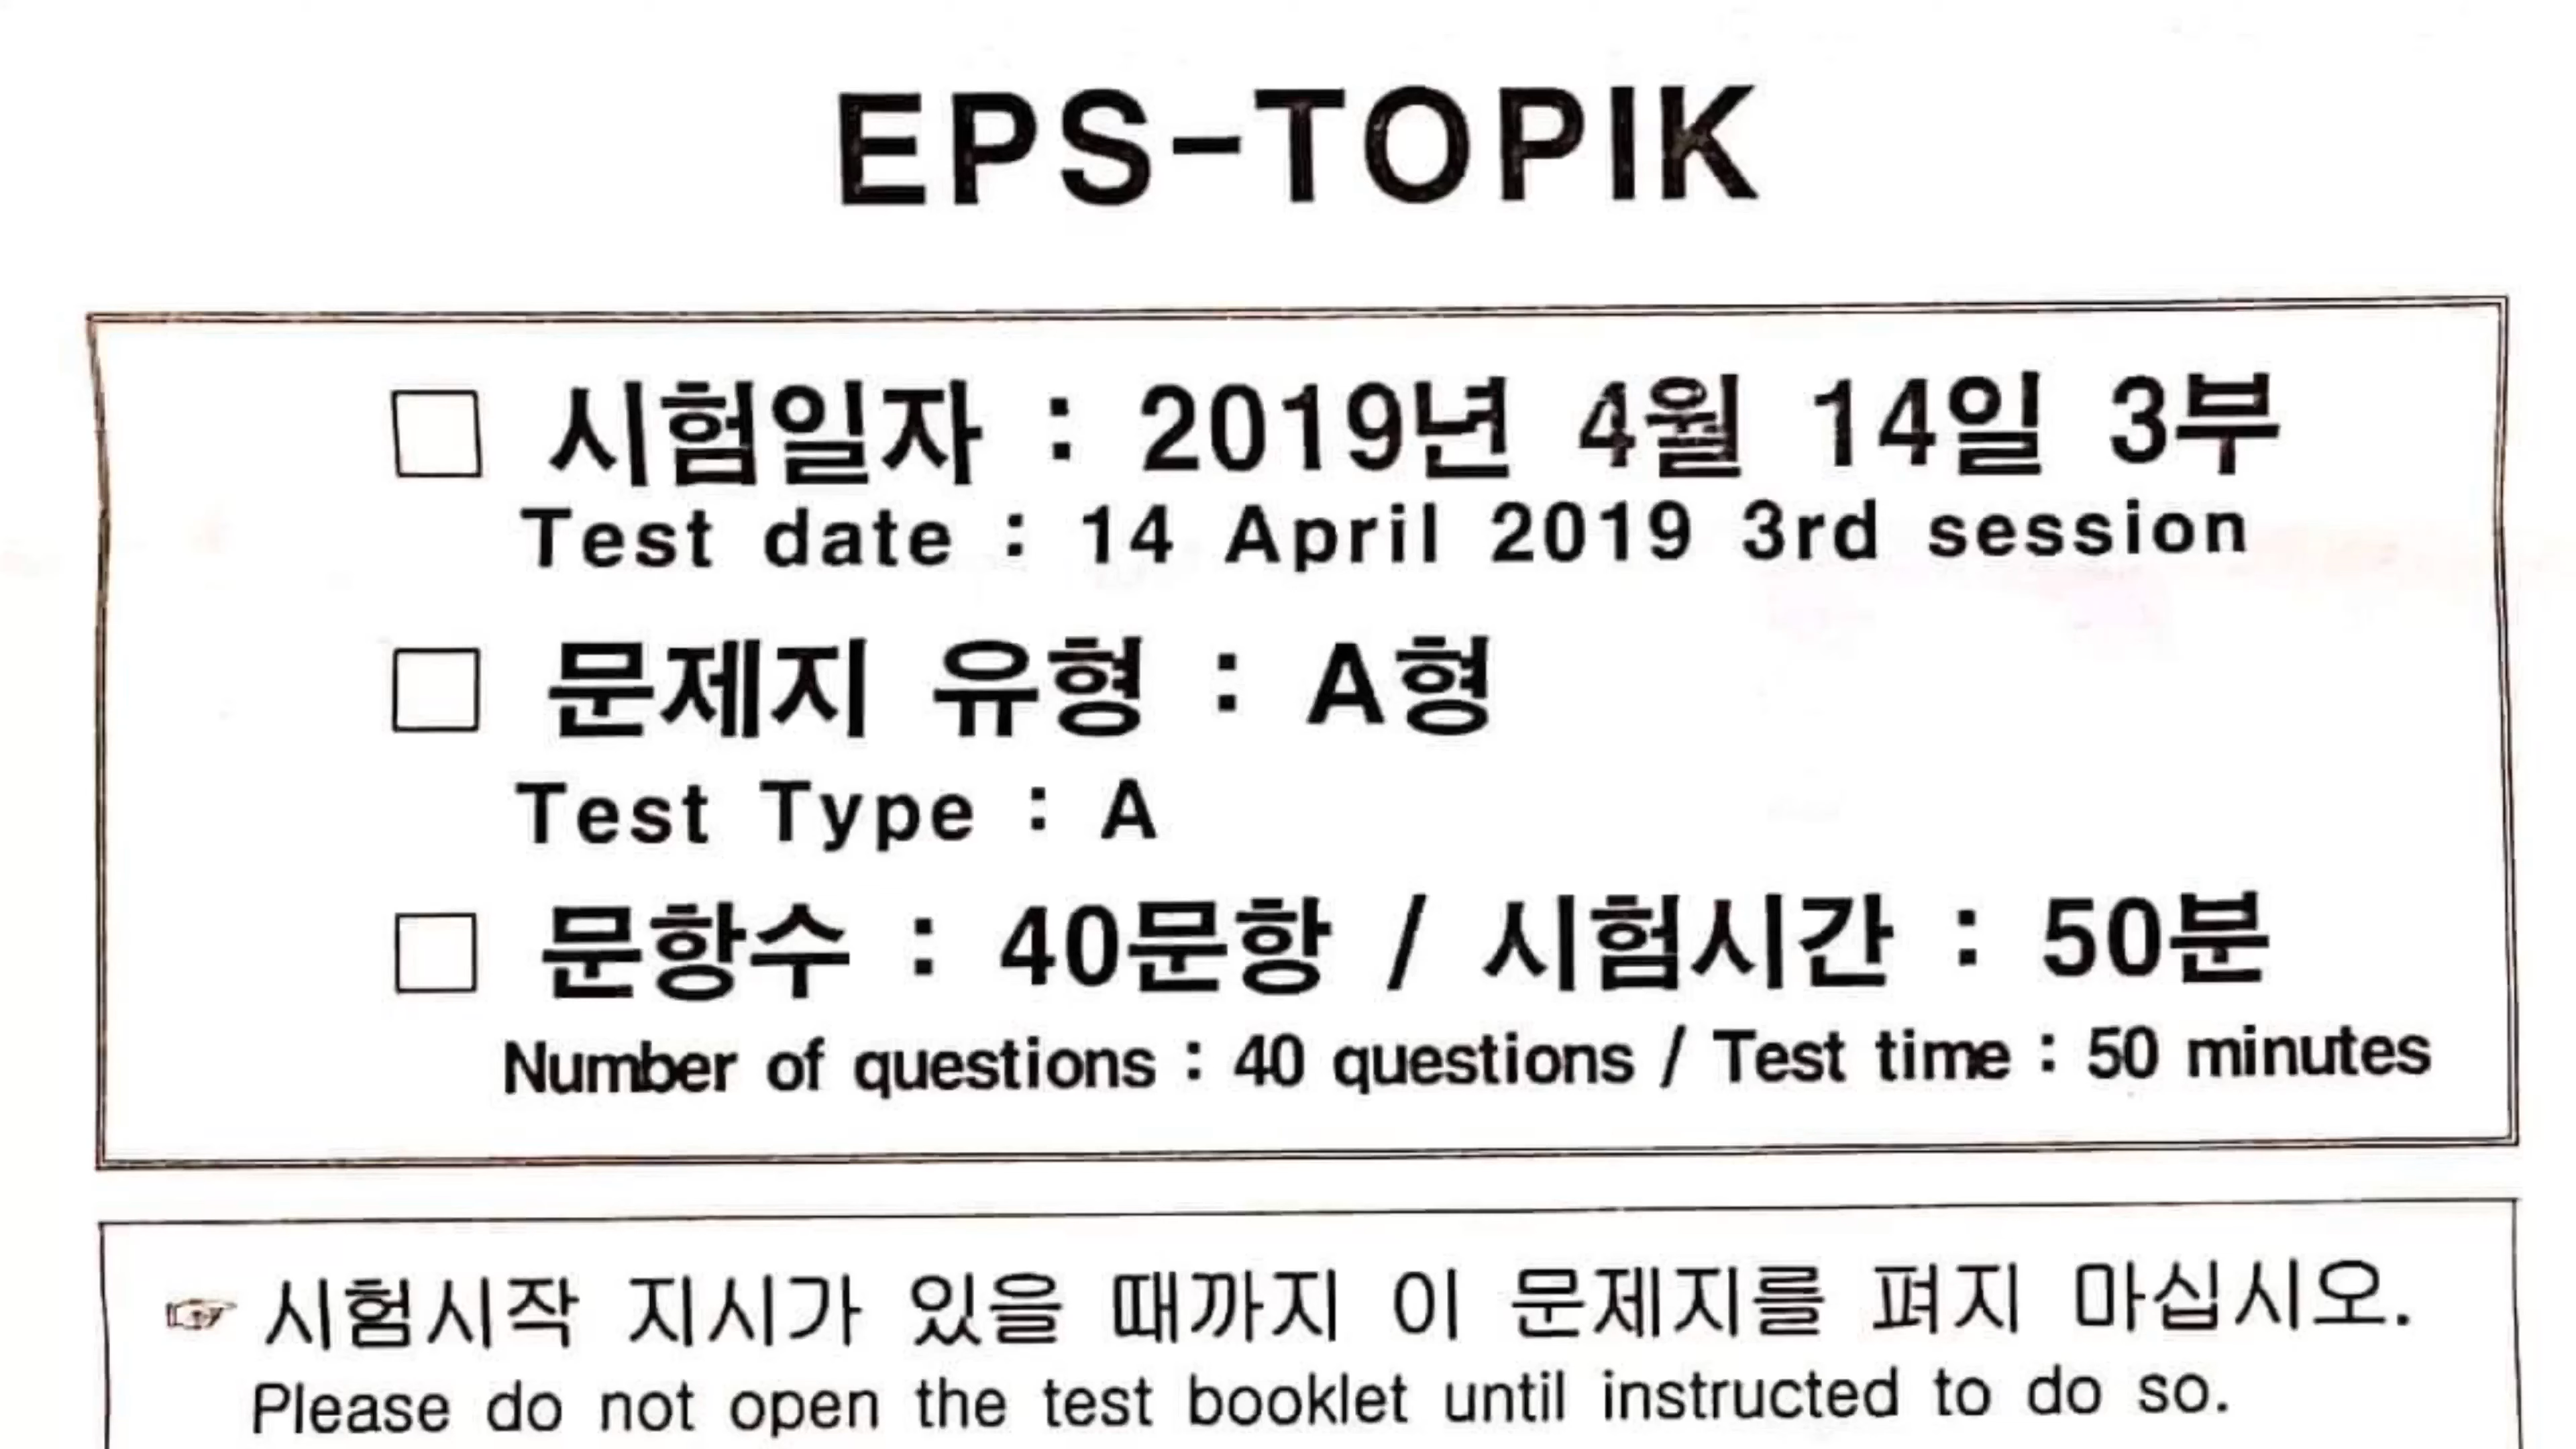 EPS-TOPIK
□ 시험일자 : 2019년 4월 14일 3부
Test date : 14 April 2019 3rd session
□ 문제지 유형 : A형
Test Type : A
□ 문항수 : 40문항 / 시험시간 : 50분
Number of questions : 40 questions / Test time : 50 minutes
☞ 시험시작 지시가 있을 때까지 이 문제지를 펴지 마십시오.
Please do not open the test booklet until instructed to do so.